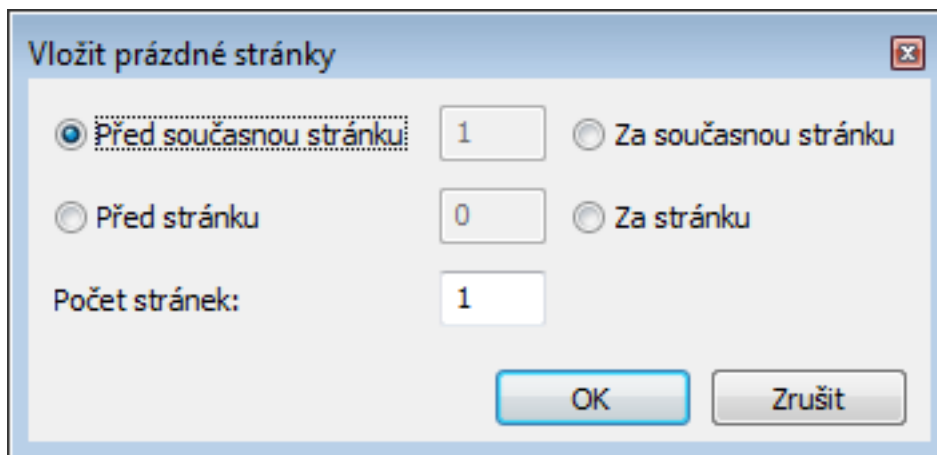 Vložit prázdné stránky
Před současnou stránku 1 Za současnou stránku
Před stránku 0 Za stránku
Počet stránek: 1
OK Zrušit